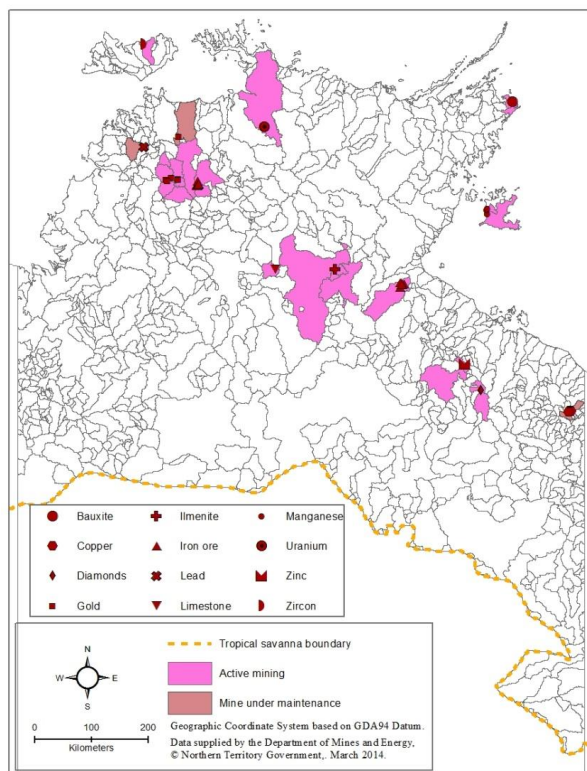 Bauxite Ilmenite Manganese
Copper Iron ore Uranium
Diamonds Lead Zinc
Gold Limestone Zircon
N
W E
S
0 100 200
Kilometers
Tropical savanna boundary
Active mining
Mine under maintenance
Geographic Coordinate System based on GDA94 Datum.
Data supplied by the Department of Mines and Energy,
© Northern Territory Government,. March 2014.